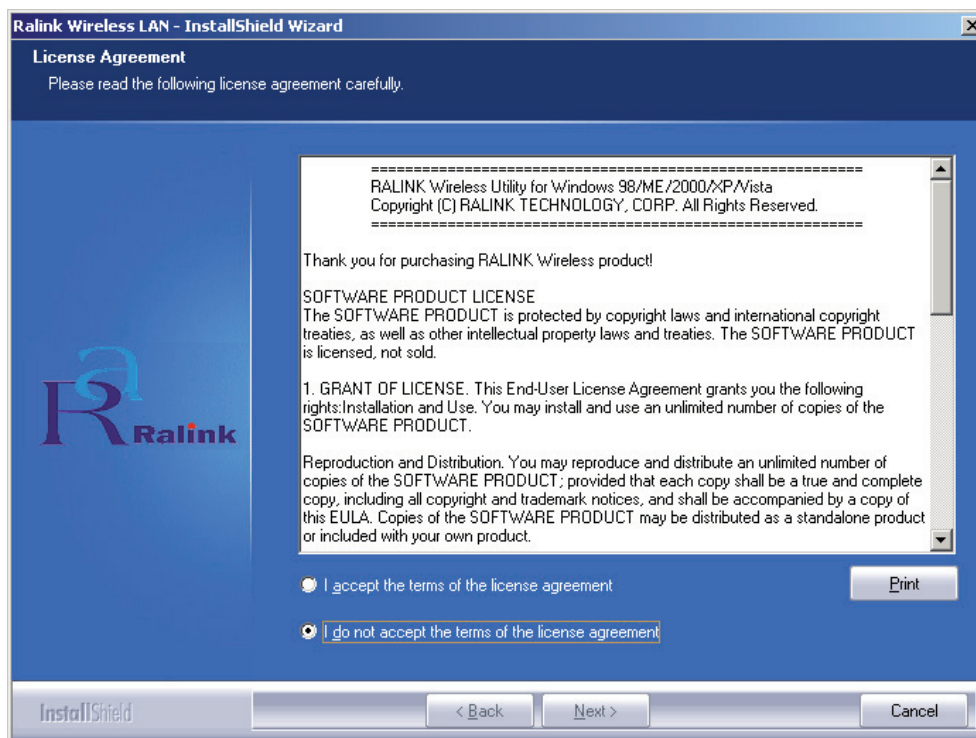 Ralink Wireless LAN - InstallShield Wizard
License Agreement
Please read the following license agreement carefully.
==========================================================
RALINK Wireless Utility for Windows 98/ME/2000/XP/Vista
Copyright (C) RALINK TECHNOLOGY, CORP. All Rights Reserved.
==========================================================
Thank you for purchasing RALINK Wireless product!
SOFTWARE PRODUCT LICENSE
The SOFTWARE PRODUCT is protected by copyright laws and international copyright
treaties, as well as other intellectual property laws and treaties. The SOFTWARE PRODUCT
is licensed, not sold.
1. GRANT OF LICENSE. This End-User License Agreement grants you the following
rights:Installation and Use. You may install and use an unlimited number of copies of the
SOFTWARE PRODUCT.
Reproduction and Distribution. You may reproduce and distribute an unlimited number of
copies of the SOFTWARE PRODUCT; provided that each copy shall be a true and complete
copy, including all copyright and trademark notices, and shall be accompanied by a copy of
this EULA. Copies of the SOFTWARE PRODUCT may be distributed as a standalone product
or included with your own product.
Ra
Ralink
I accept the terms of the license agreement
Print
I do not accept the terms of the license agreement
InstallShield
< Back
Next >
Cancel